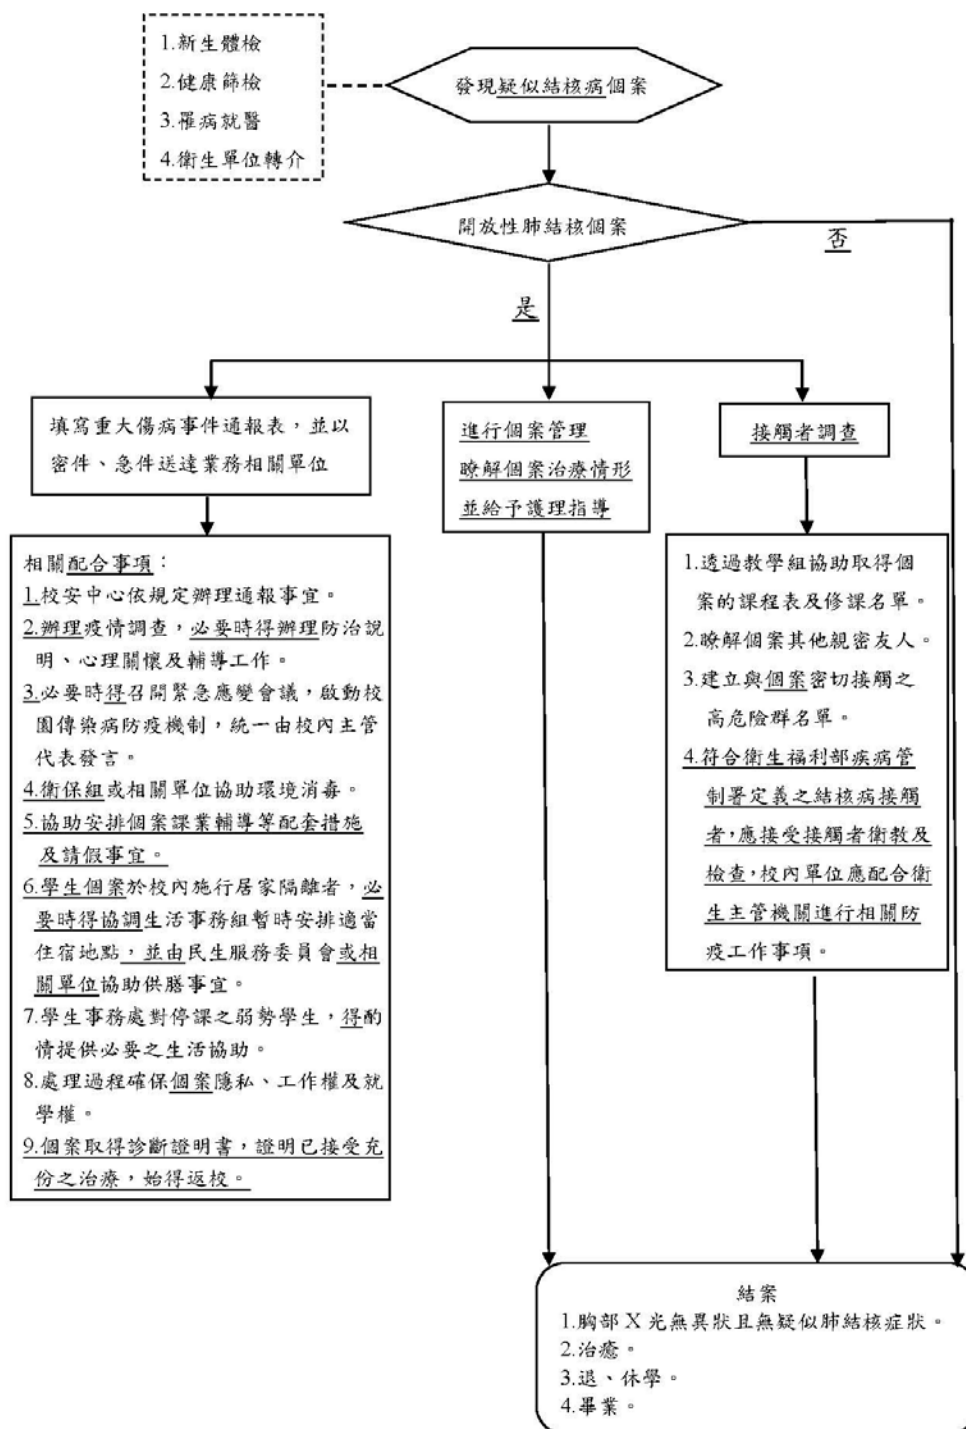 1.新生體檢
2.健康篩檢
3.罹病就醫
4.衛生單位轉介
發現疑似結核病個案
開放性肺結核個案
否
是
填寫重大傷病事件通報表，並以
密件、急件送達業務相關單位
進行個案管理
瞭解個案治療情形
並給予護理指導
接觸者調查
相關配合事項：
1.校安中心依規定辦理通報事宜。
2.辦理疫情調查，必要時得辦理防治說
明、心理關懷及輔導工作。
3.必要時得召開緊急應變會議，啟動校
園傳染病防疫機制，統一由校內主管
代表發言。
4.衛保組或相關單位協助環境消毒。
5.協助安排個案課業輔導等配套措施
及請假事宜。
6.學生個案於校內施行居家隔離者，必
要時得協調生活事務組暫時安排適當
住宿地點，並由民生服務委員會或相
關單位協助供膳事宜。
7.學生事務處對停課之弱勢學生，得酌
情提供必要之生活協助。
8.處理過程確保個案隱私、工作權及就
學權。
9.個案取得診斷證明書，證明已接受充
份之治療，始得返校。
1.透過教學組協助取得個
案的課程表及修課名單。
2.瞭解個案其他親密友人。
3.建立與個案密切接觸之
高危險群名單。
4.符合衛生福利部疾病管
制署定義之結核病接觸
者，應接受接觸者衛教及
檢查，校內單位應配合衛
生主管機關進行相關防
疫工作事項。
結案
1.胸部 X 光無異狀且無疑似肺結核症狀。
2.治癒。
3.退、休學。
4.畢業。